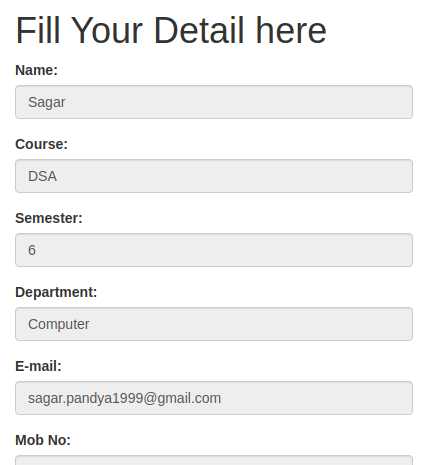 Fill Your Detail here
Name:
Sagar
Course:
DSA
Semester:
6
Department:
Computer
E-mail:
sagar.pandya1999@gmail.com
Mob No: